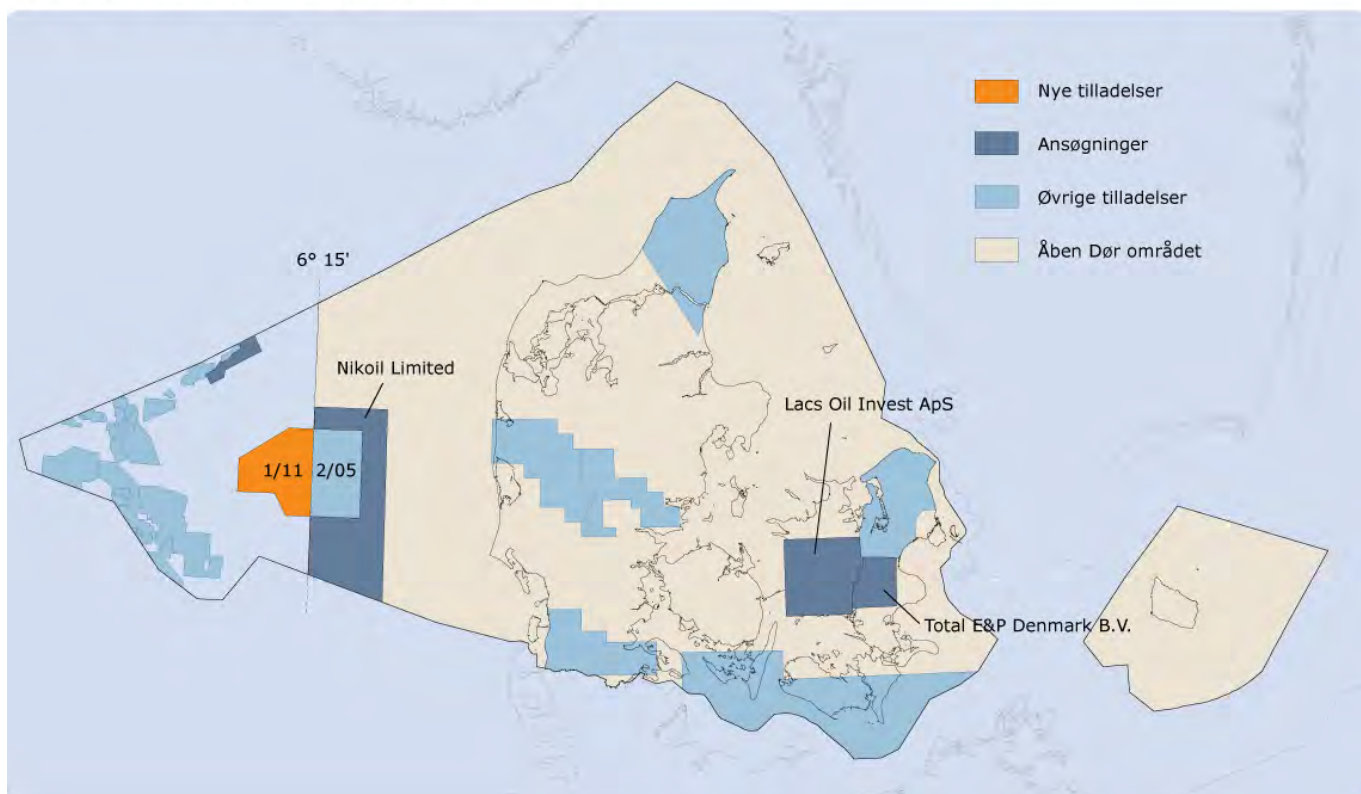 Nye tilladelser
Ansøgninger
Øvrige tilladelser
Åben Dør området
6° 15'
Nikoil Limited
Lacs Oil Invest ApS
1/11
2/05
Total E&P Denmark B.V.